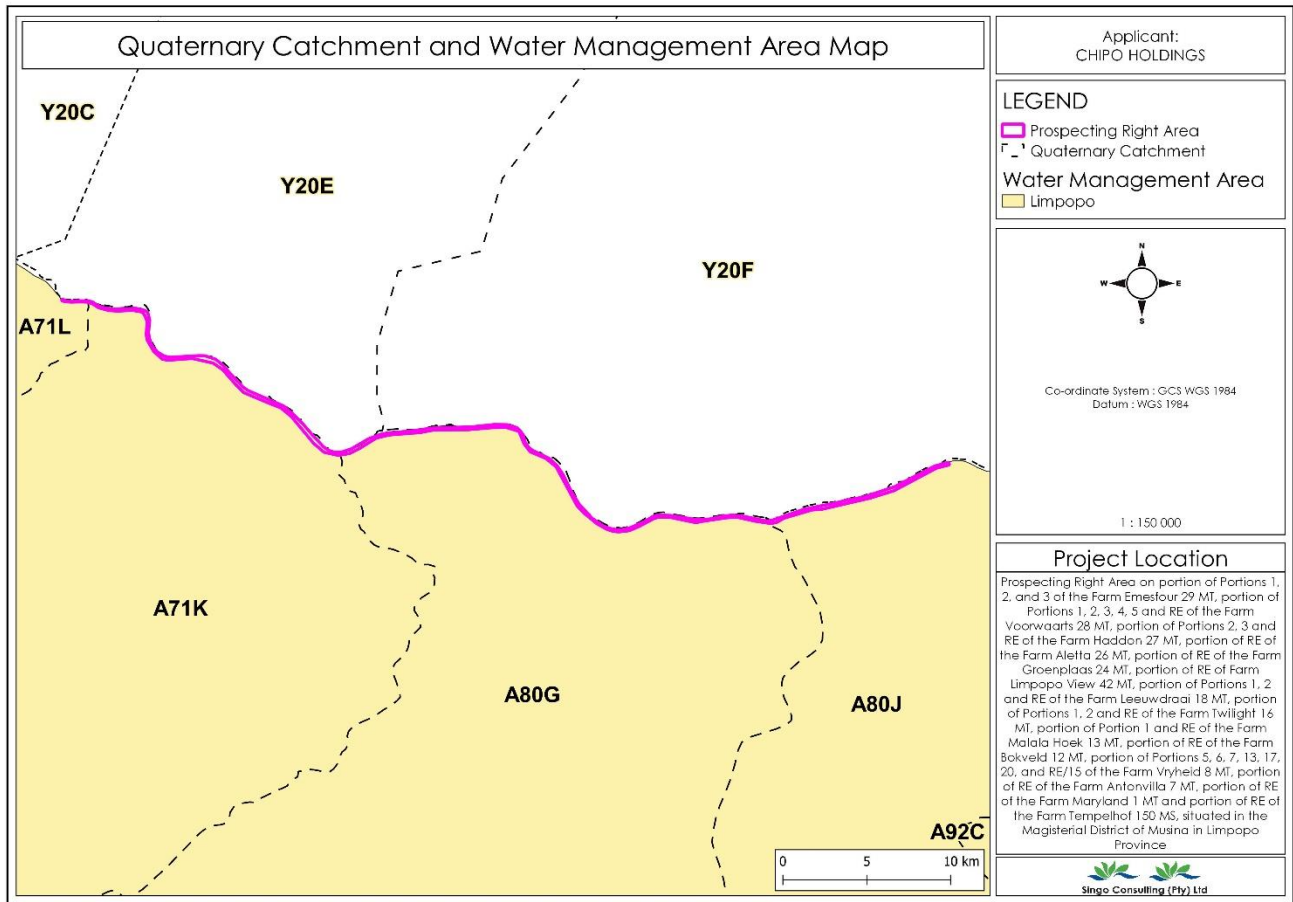 Quaternary Catchment and Water Management Area Map
Y20C
Y20E
Y20F
A71L
A71K
A80G
A80J
A92C
0 5 10 km
Applicant:
CHIPO HOLDINGS
LEGEND
Prospecting Right Area
Quaternary Catchment
Water Management Area
Limpopo
N
W E
S
Co-ordinate System : GCS WGS 1984
Datum : WGS 1984
1 : 150 000
Project Location
Prospecting Right Area on portion of Portions 1,
2, and 3 of the Farm Emesfour 29 MT, portion of
Portions 1, 2, 3, 4, 5 and RE of the Farm
Voorwaarts 28 MT, portion of Portions 2, 3 and
RE of the Farm Haddon 27 MT, portion of RE of
the Farm Aletta 26 MT, portion of RE of the Farm
Groenplaas 24 MT, portion of RE of Farm
Limpopo View 42 MT, portion of Portions 1, 2
and RE of the Farm Leeuwdraai 18 MT, portion
of Portions 1, 2 and RE of the Farm Twilight 16
MT, portion of Portion 1 and RE of the Farm
Malala Hoek 13 MT, portion of RE of the Farm
Bokveld 12 MT, portion of Portions 5, 6, 7, 13, 17,
20, and RE/15 of the Farm Vryheid 8 MT, portion
of RE of the Farm Antonvilla 7 MT, portion of RE
of the Farm Maryland 1 MT and portion of RE of
the Farm Tempelhof 150 MS, situated in the
Magisterial District of Musina in Limpopo
Province
Singo Consulting (Pty) Ltd